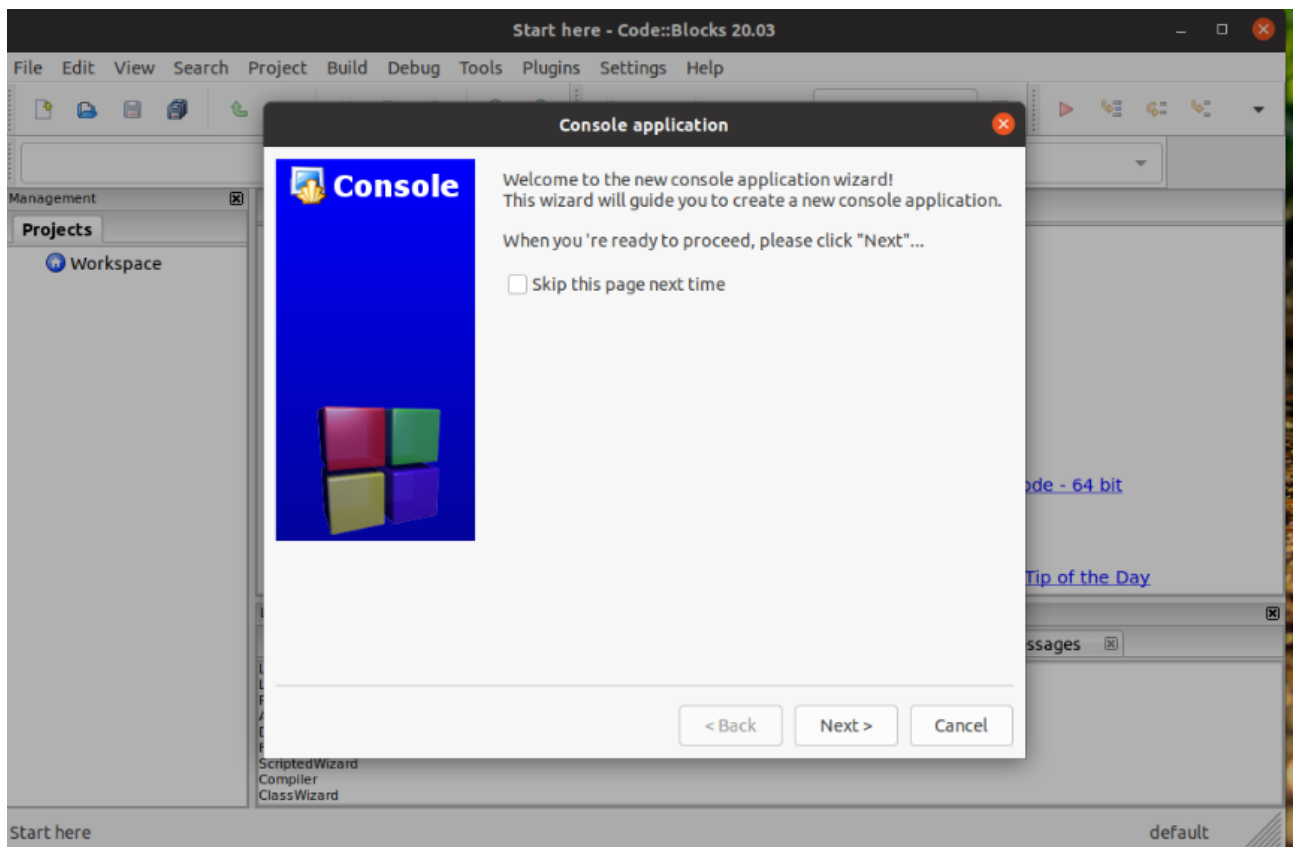 Start here - Code::Blocks 20.03
File Edit View Search Project Build Debug Tools Plugins Settings Help
Console application
Management
Projects
Workspace
Console
Welcome to the new console application wizard!
This wizard will guide you to create a new console application.
When you 're ready to proceed, please click "Next"...
Skip this page next time
- 64 bit
Tip of the Day
< Back Next > Cancel
ScriptedWizard
Compiler
ClassWizard
Start here default